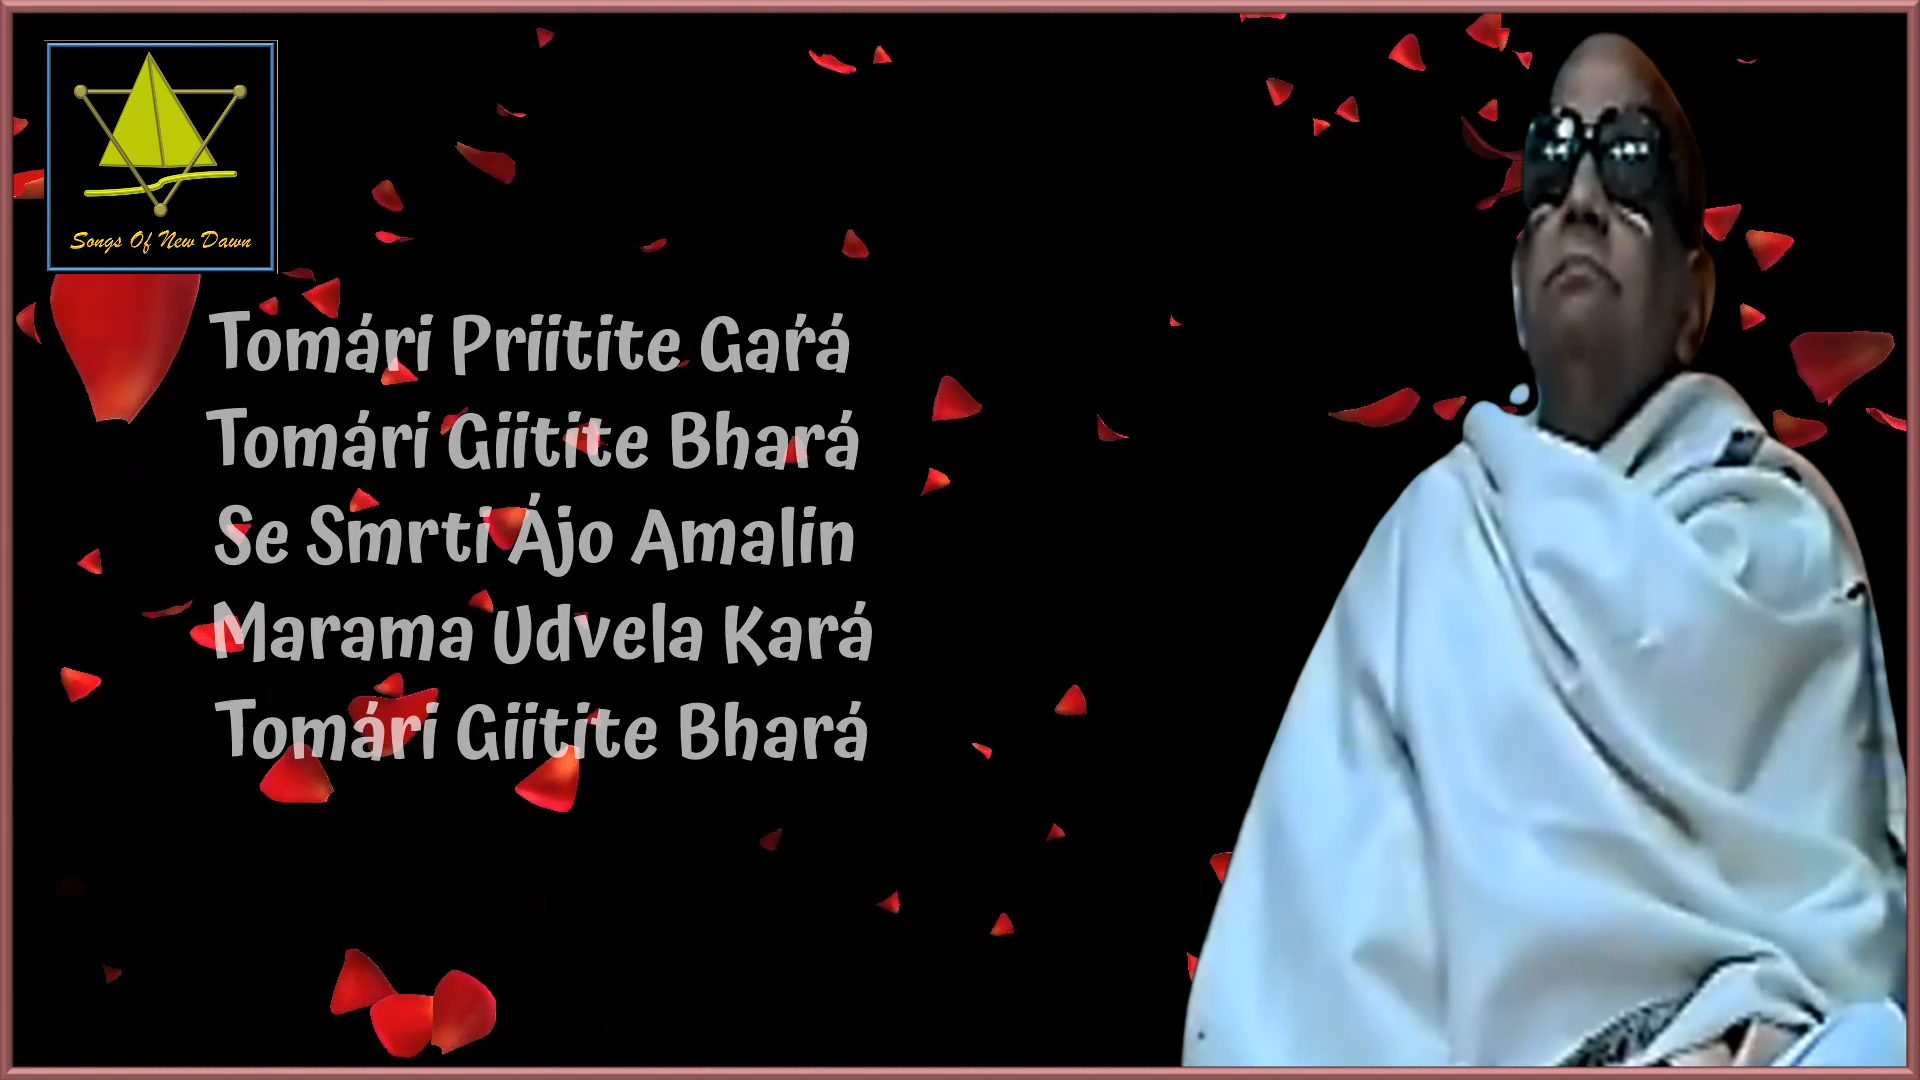 Songs Of New Dawn
Tomári Priitite Gaŕá
Tomári Giitite Bhará
Se Smrti Ájo Amalin
Marama Udvela Kará
Tomári Giitite Bhará